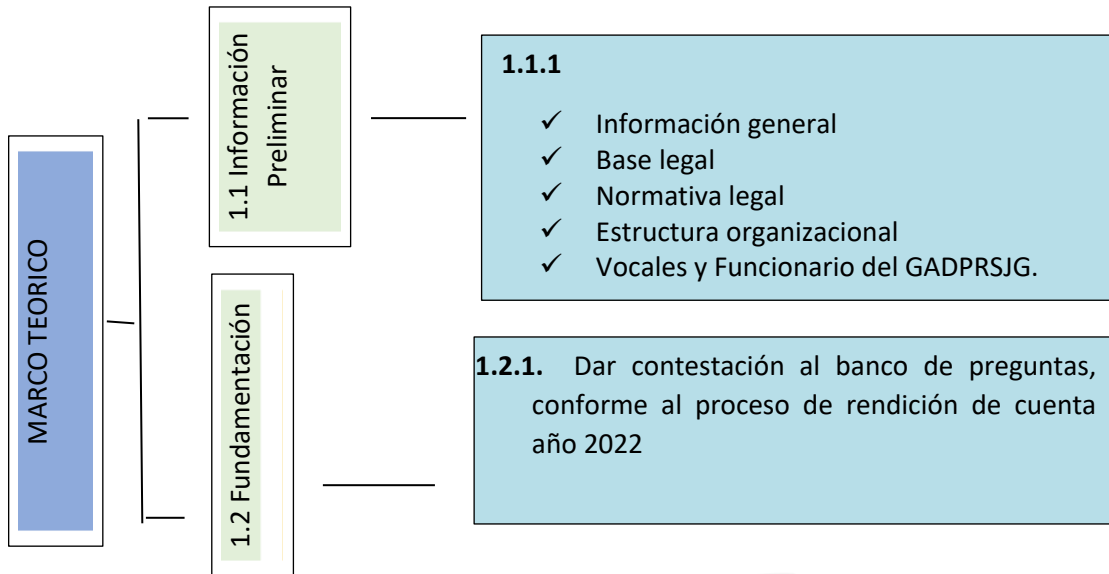 MARCO TEORICO
1.1 Información
Preliminar
1.1.1
✓ Información general
✓ Base legal
✓ Normativa legal
✓ Estructura organizacional
✓ Vocales y Funcionario del GADPRSJG.
1.2 Fundamentación
1.2.1. Dar contestación al banco de preguntas,
conforme al proceso de rendición de cuenta
año 2022